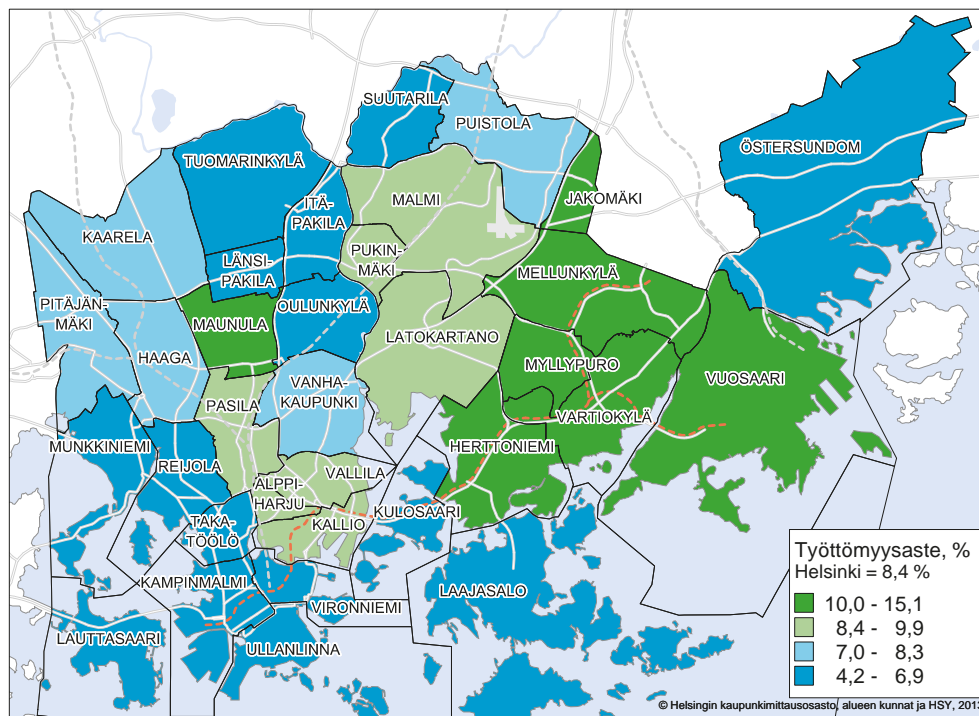 SUUTARILA
PUISTOLA
TUOMARINKYLÄ
ÖSTERSUNDOM
ITÄ-
PAKILA
MALMI
JAKOMÄKI
KAARELA
LÄNSI-
PAKILA
PUKIN-
MÄKI
MELLUNKYLÄ
PITÄJÄN-
MÄKI
OULUNKYLÄ
MAUNULA
LATOKARTANO
HAAGA
MYLLYPURO
VUOSAARI
VANHA-
KAUPUNKI
PASILA
VARTIOKYLÄ
MUNKKINIEMI
HERTTONIEMI
REIJOLA
VALLILA
ALPPI-
HARJU
KULOSAARI
TAKA-
TÖÖLÖ
KALLIO
KAMPINMALMI
LAAJASALO
VIRONNIEMI
LAUTTASAARI
ULLANLINNA
Työttömyysaste, %
Helsinki = 8,4 %
10,0 - 15,1
8,4 - 9,9
7,0 - 8,3
4,2 - 6,9
© Helsingin kaupunkimittausosasto, alueen kunnat ja HSY, 201